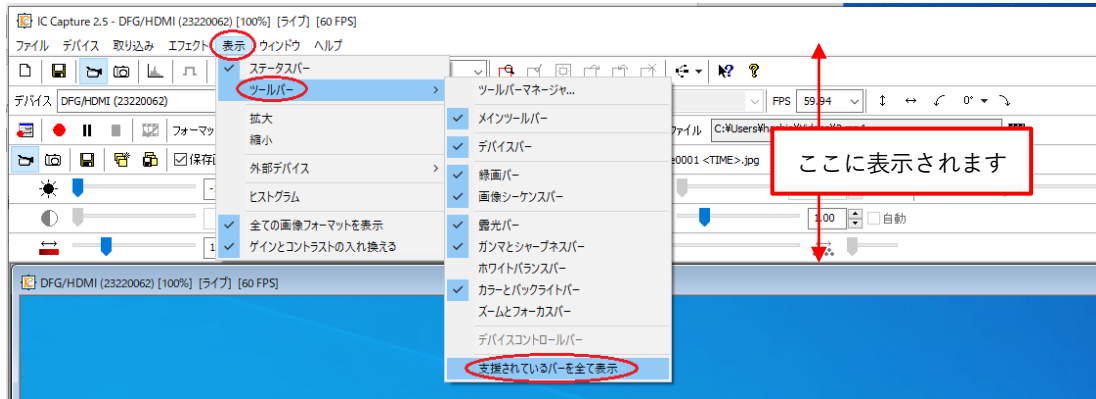 IC Capture 2.5 - DFG/HDMI (23220062) [100%] [ライブ] [60 FPS]
ファイル デバイス 取り込み エフェクト 表示 ウィンドウ ヘルプ
デバイス DFG/HDMI (23220062)
FPS 59.94
0°
フォーマッ
ファイル
☑保存
0001 <TIME>.jpg
1.00 自動
ステータスバー
ツールバー
拡大
縮小
外部デバイス
ヒストグラム
全ての画像フォーマットを表示
ゲインとコントラストの入れ換える
ツールバーマネージャ...
メインツールバー
デバイスバー
録画バー
画像シーケンスバー
露光バー
ガンマとシャープネスバー
ホワイトバランスバー
カラーとバックライトバー
ズームとフォーカスバー
デバイスコントロールバー
支援されているバーを全て表示
ここに表示されます
DFG/HDMI (23220062) [100%] [ライブ] [60 FPS]